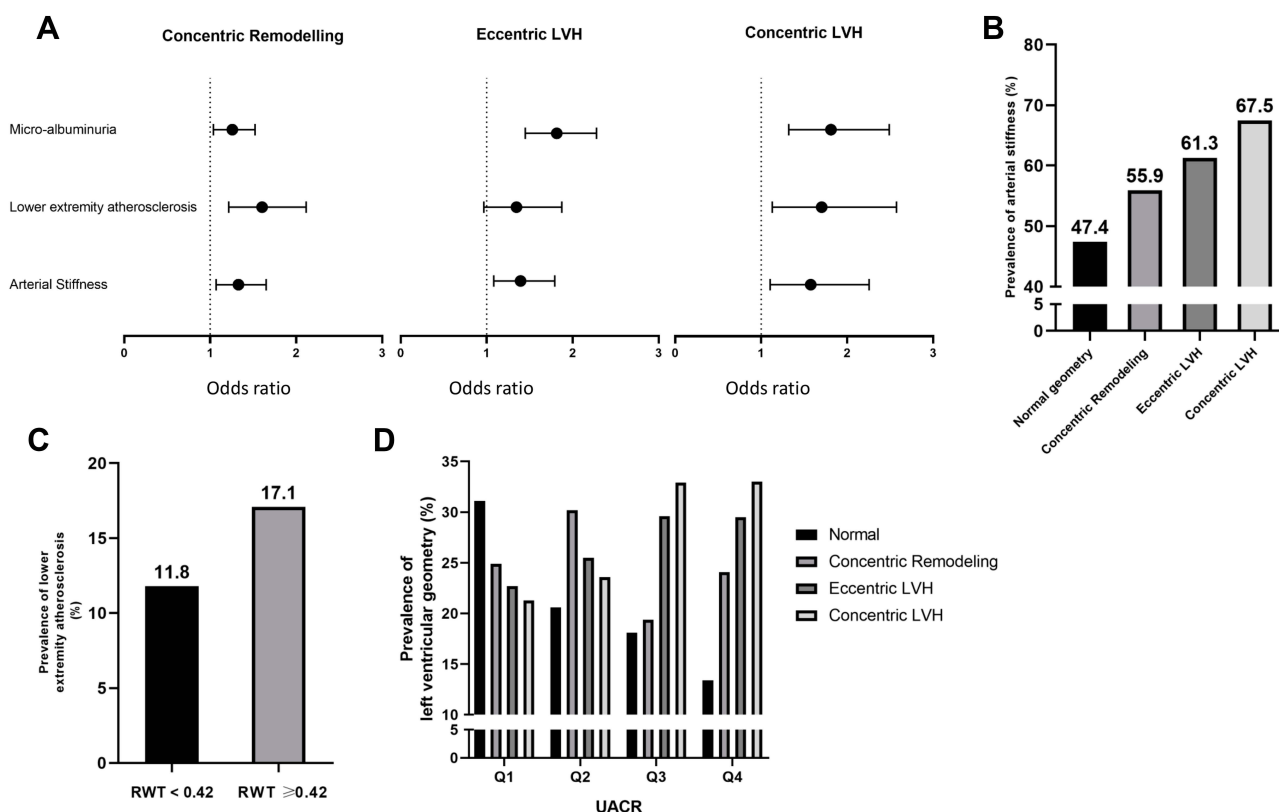 A
Concentric Remodelling
Eccentric LVH
Concentric LVH
Micro-albuminuria
Lower extremity atherosclerosis
Arterial Stiffness
0 1 2 3
0 1 2 3
0 1 2 3
Odds ratio
Odds ratio
Odds ratio
B
Prevalence of arterial stiffness (%)
80
70
60
50
40
5
0
47.4
55.9
61.3
67.5
Normal geometry
Concentric Remodeling
Eccentric LVH
Concentric LVH
C
Prevalence of lower
extremity atherosclerosis
(%)
20
15
10
5
0
11.8
17.1
RWT < 0.42
RWT ⩾0.42
D
Prevalence of
left ventricular geometry (%)
35
30
25
20
15
10
5
0
Q1 Q2 Q3 Q4
UACR
Normal
Concentric Remodeling
Eccentric LVH
Concentric LVH